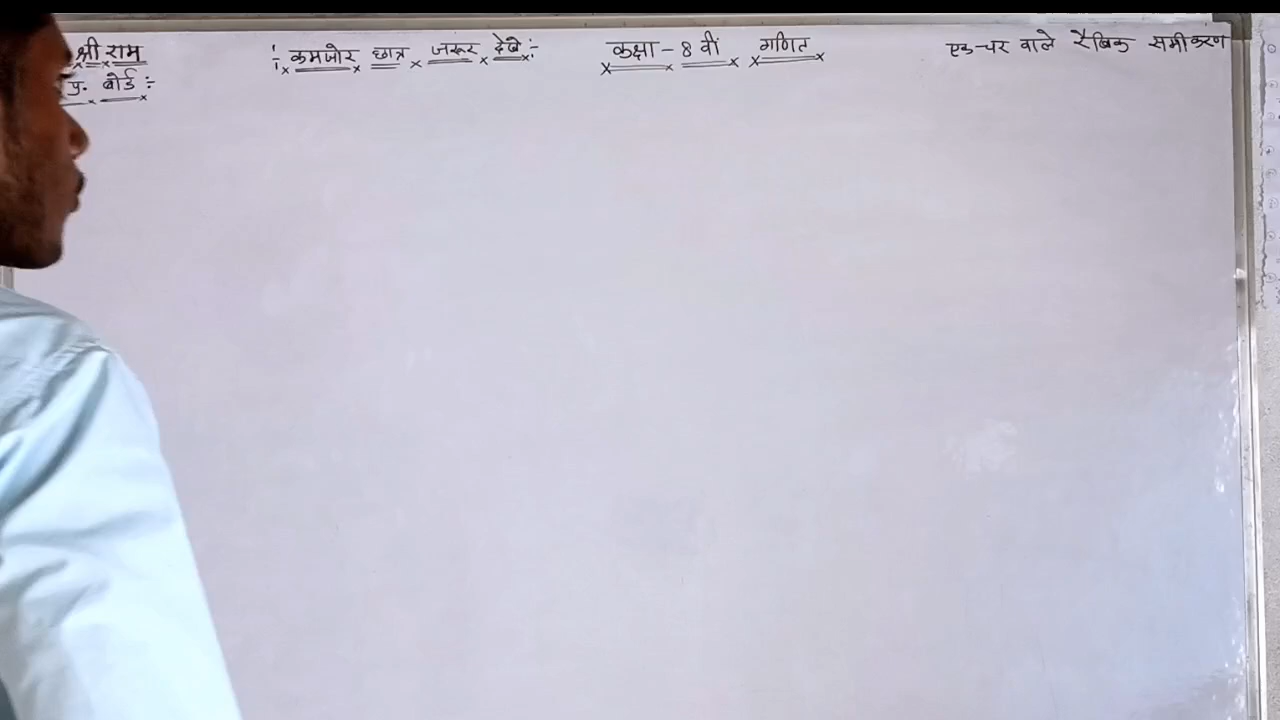 श्री राम ÷ कमजोर छात्र जरूर देखें :- कक्षा - 8 वीं गणित एक-चर वाले रैखिक समीकरण
प्र. बोर्ड ÷